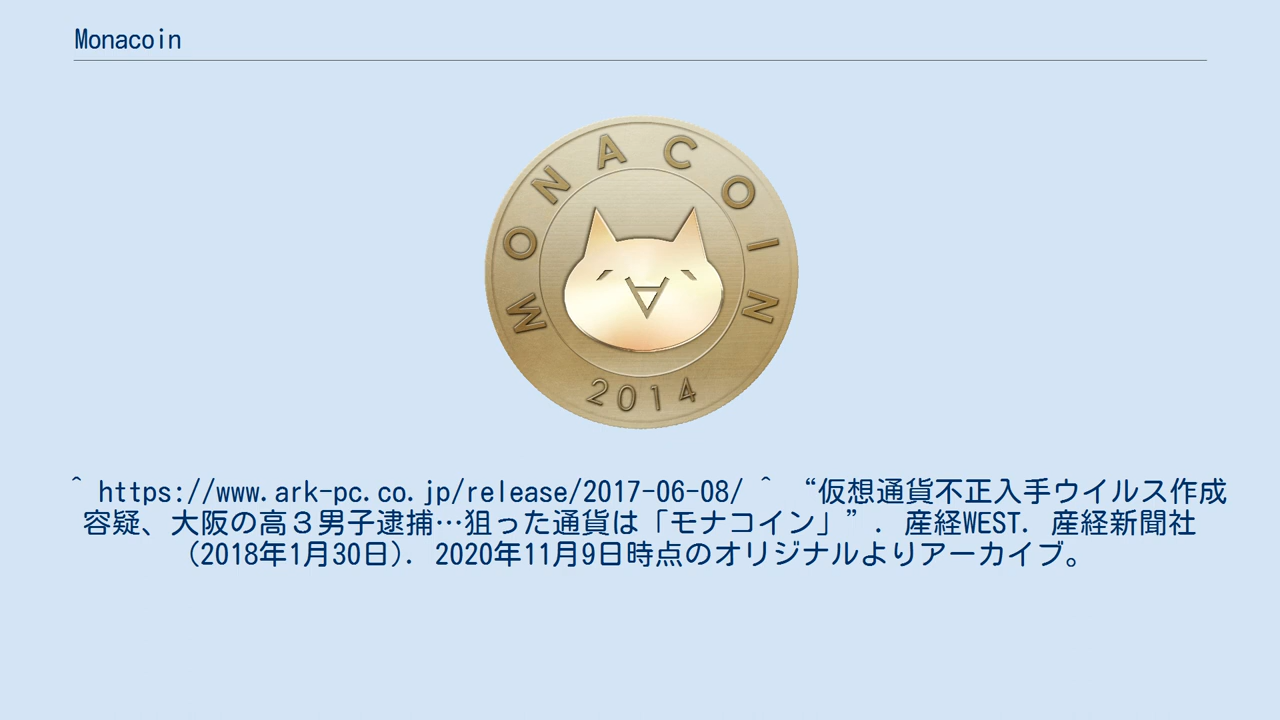 Monacoin
MONACOIN
2014
^ https://www.ark-pc.co.jp/release/2017-06-08/ ^ “仮想通貨不正入手ウイルス作成
容疑、大阪の高３男子逮捕…狙った通貨は「モナコイン」”. 産経WEST. 産経新聞社
(2018年1月30日). 2020年11月9日時点のオリジナルよりアーカイブ。